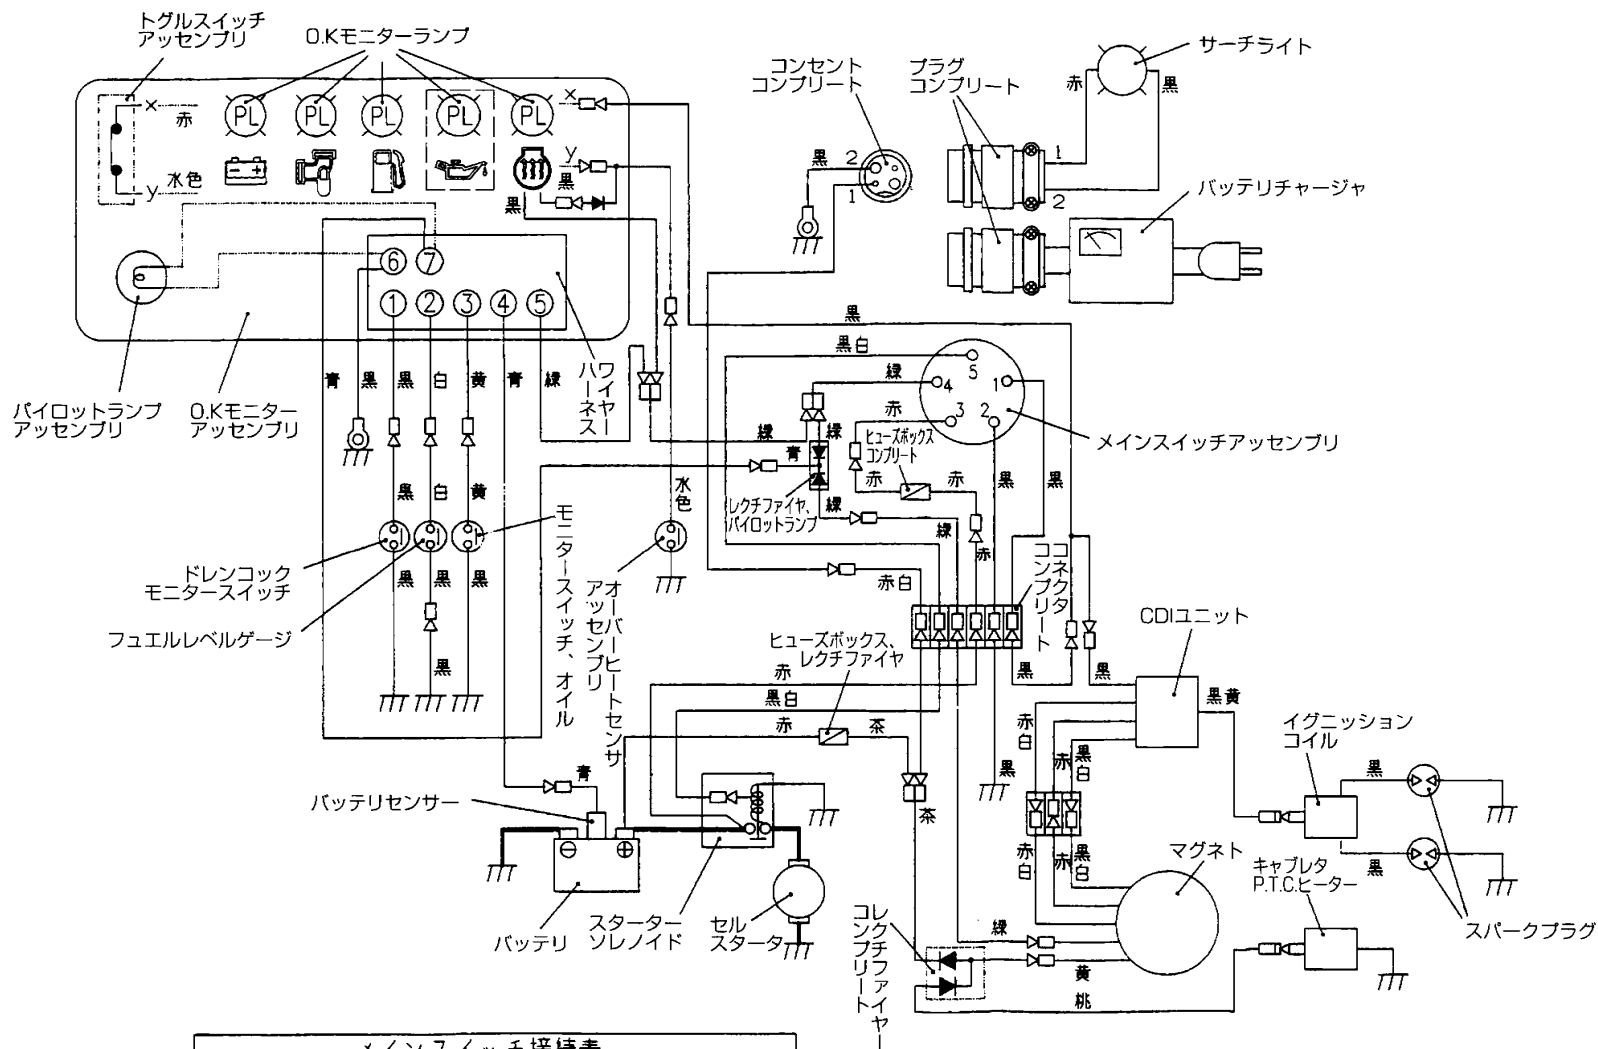 トグルスイッチ
アッセンブリ
O.Kモニターランプ
x
赤
PL
PL
PL
PL
PL
x
y
水色
y
黒
黒
6
7
1
2
3
4
5
青
黒
黒
白
黄
青
緑
ワイヤー
ハーネス
パイロットランプ
アッセンブリ
O.Kモニター
アッセンブリ
黒
白
黄
黒
黒
黒
黒
ドレンコック
モニタースイッチ
フュエルレベルゲージ
モニタースイッチ、オイル
オーバーヒートセンサ
アッセンブリ
水色
コンセント
コンプリート
黒
2
1
プラグ
コンプリート
サーチライト
赤
黒
1
2
バッテリチャージャ
黒
黒白
緑
赤
5
4
1
3
2
メインスイッチアッセンブリ
ヒューズボックス
コンプリート
緑
緑
青
赤
赤
黒
黒
レクチファイヤ、
パイロットランプ
緑
緑
赤
赤白
コネクタ
コンプリート
ヒューズボックス、
レクチファイヤ
赤
黒白
赤
茶
黒
黒
黒
CDIユニット
黒黄
赤白
赤
黒白
イグニッション
コイル
黒
黒
スパークプラグ
青
バッテリセンサー
⊖
⊕
バッテリ
スターター
ソレノイド
セル
スタータ
茶
赤白
赤
黒白
マグネト
キャブレタ
P.T.C.ヒーター
レクチファイヤー
コンプリート
緑
黄
桃
メインスイッチ接続表